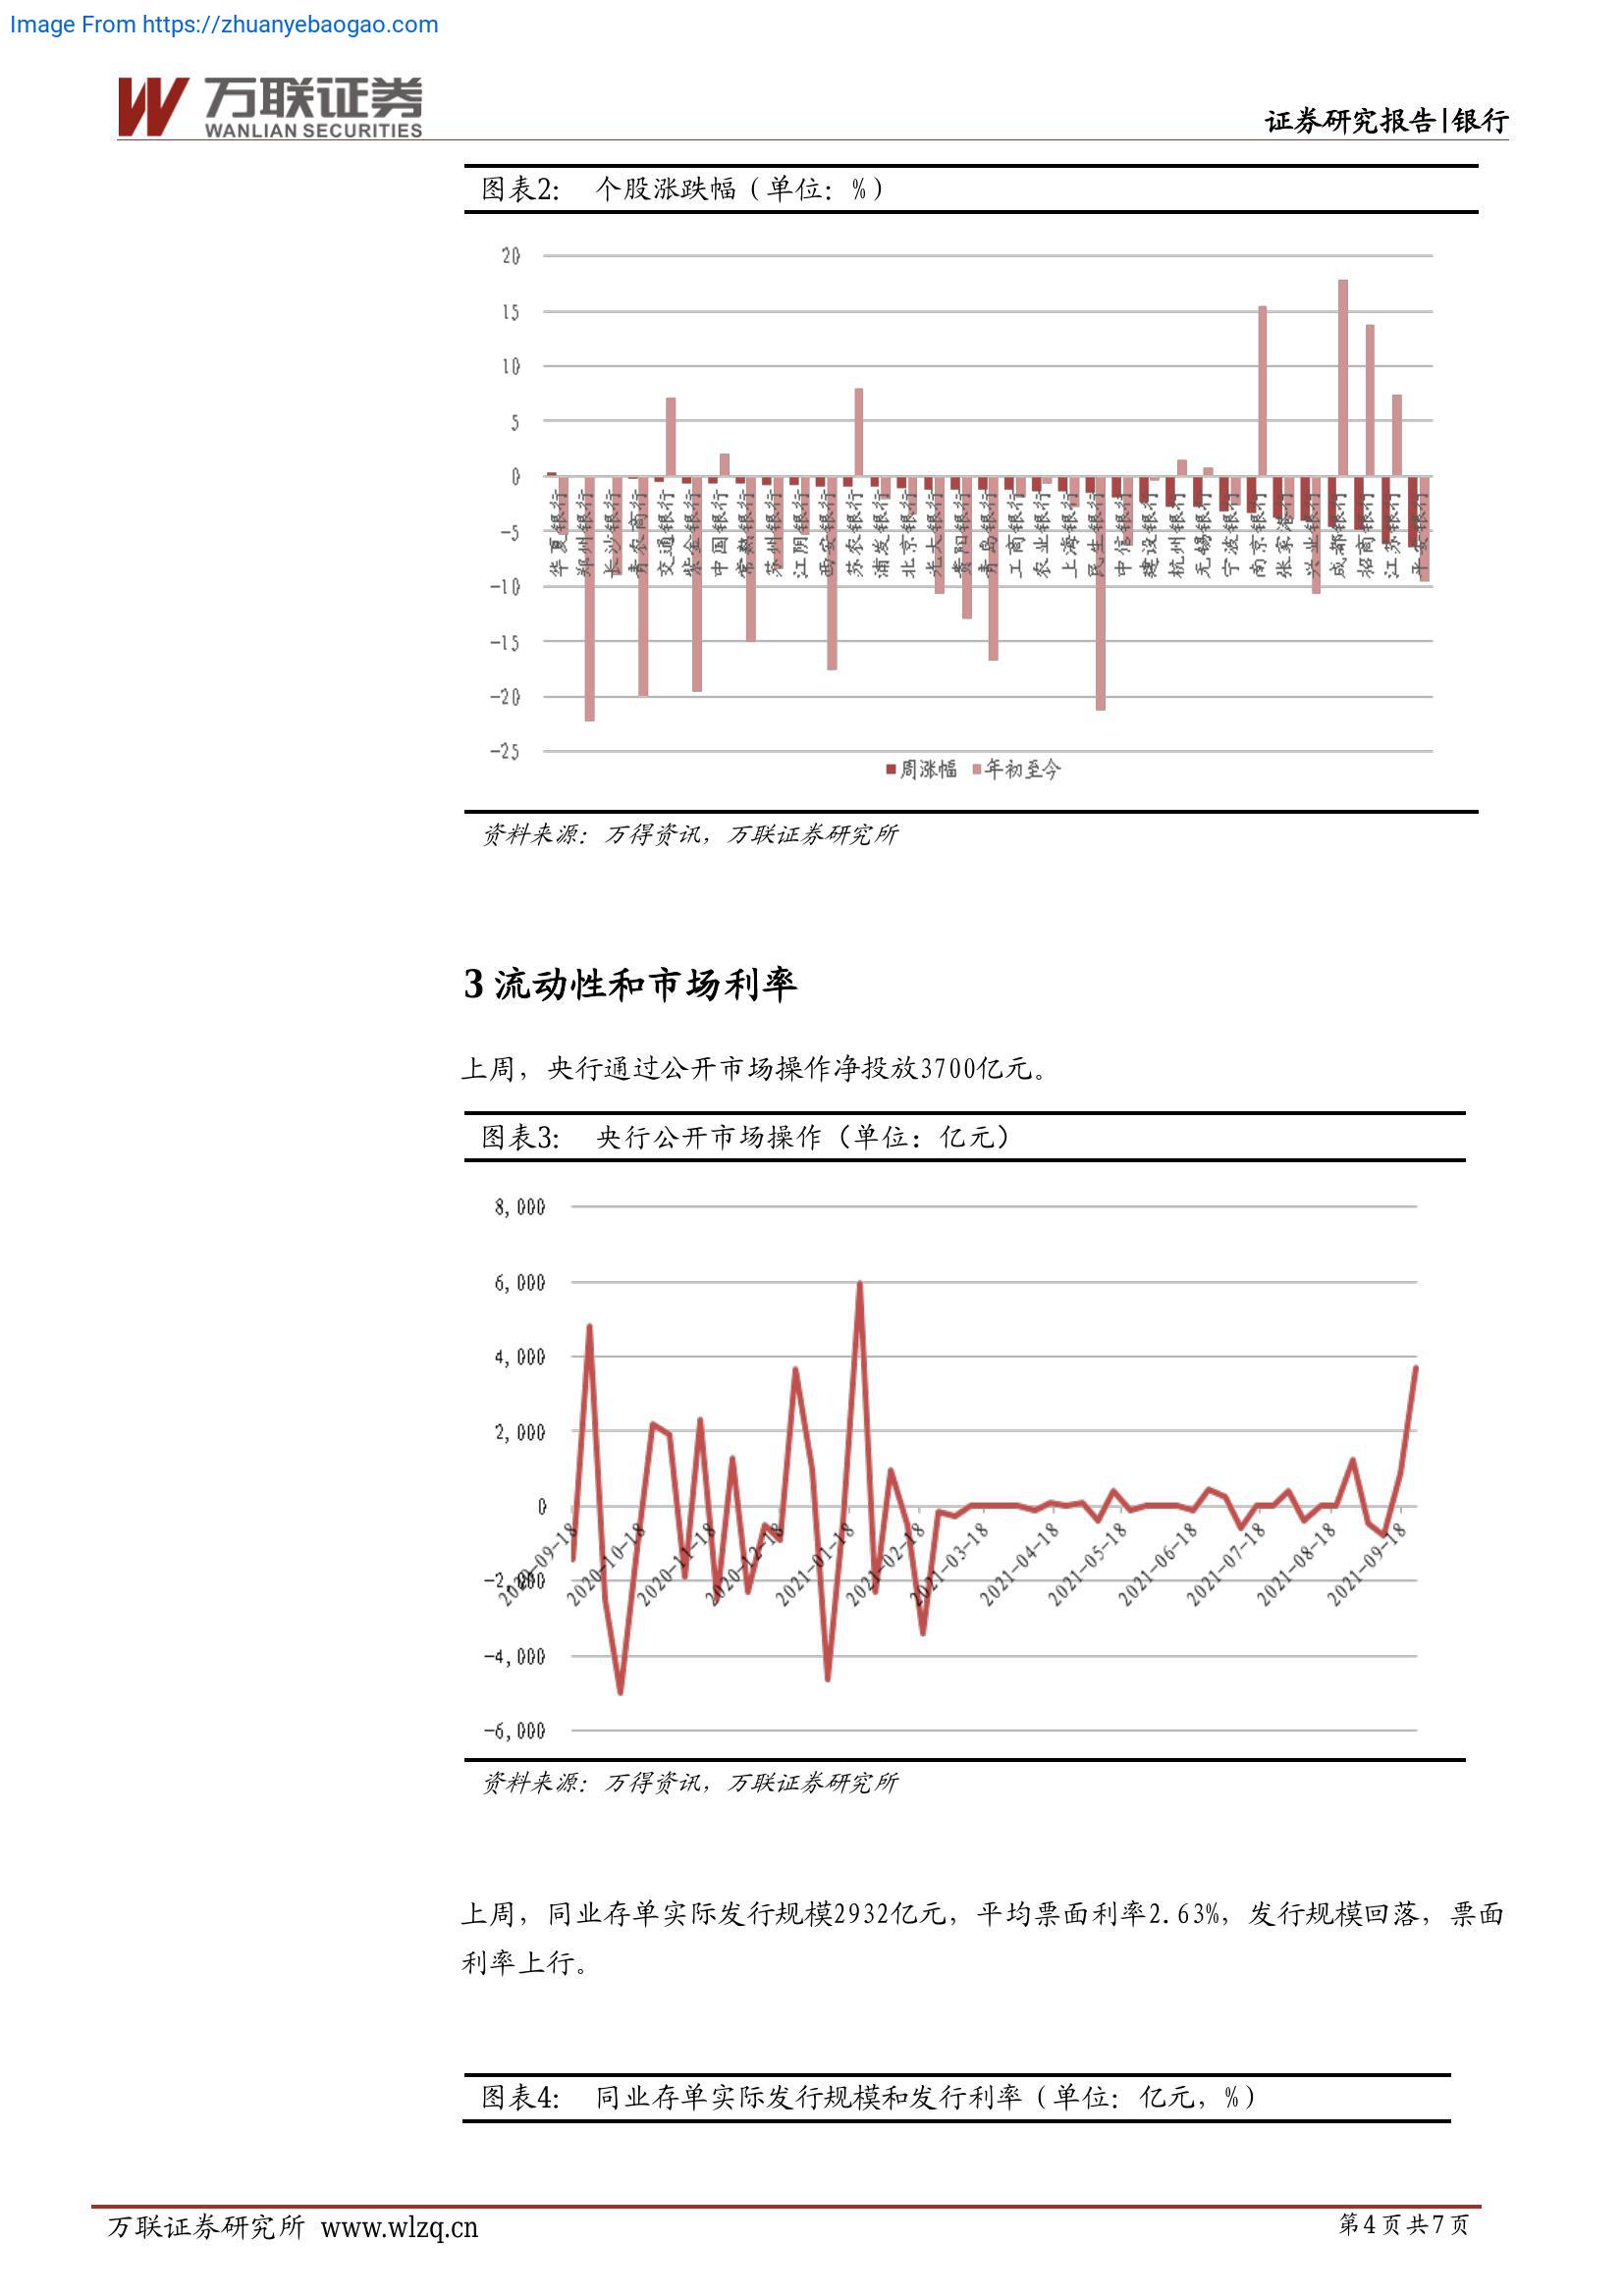 Image From https://zhuanyebaogao.com
万联证券
WANLIAN SECURITIES
证券研究报告|银行
图表2: 个股涨跌幅（单位：%）
20
15
10
5
0
-5
-10
-15
-20
-25
华夏银行
郑州银行
长沙银行
青农商行
交通银行
紫金银行
中国银行
常熟银行
苏州银行
江阴银行
西安银行
苏农银行
浦发银行
北京银行
光大银行
贵阳银行
青岛银行
工商银行
农业银行
上海银行
民生银行
中信银行
建设银行
杭州银行
无锡银行
宁波银行
南京银行
张家港
兴业银行
成都银行
招商银行
江苏银行
平安银行
周涨幅 年初至今
资料来源：万得资讯，万联证券研究所
3 流动性和市场利率
上周，央行通过公开市场操作净投放3700亿元。
图表3: 央行公开市场操作（单位：亿元）
8,000
6,000
4,000
2,000
0
-2,000
-4,000
-6,000
2020-09-18
2020-10-18
2020-11-18
2020-12-18
2021-01-18
2021-02-18
2021-03-18
2021-04-18
2021-05-18
2021-06-18
2021-07-18
2021-08-18
2021-09-18
资料来源：万得资讯，万联证券研究所
上周，同业存单实际发行规模2932亿元，平均票面利率2.63%，发行规模回落，票面
利率上行。
图表4: 同业存单实际发行规模和发行利率（单位：亿元，%）
万联证券研究所 www.wlzq.cn
第4页共7页